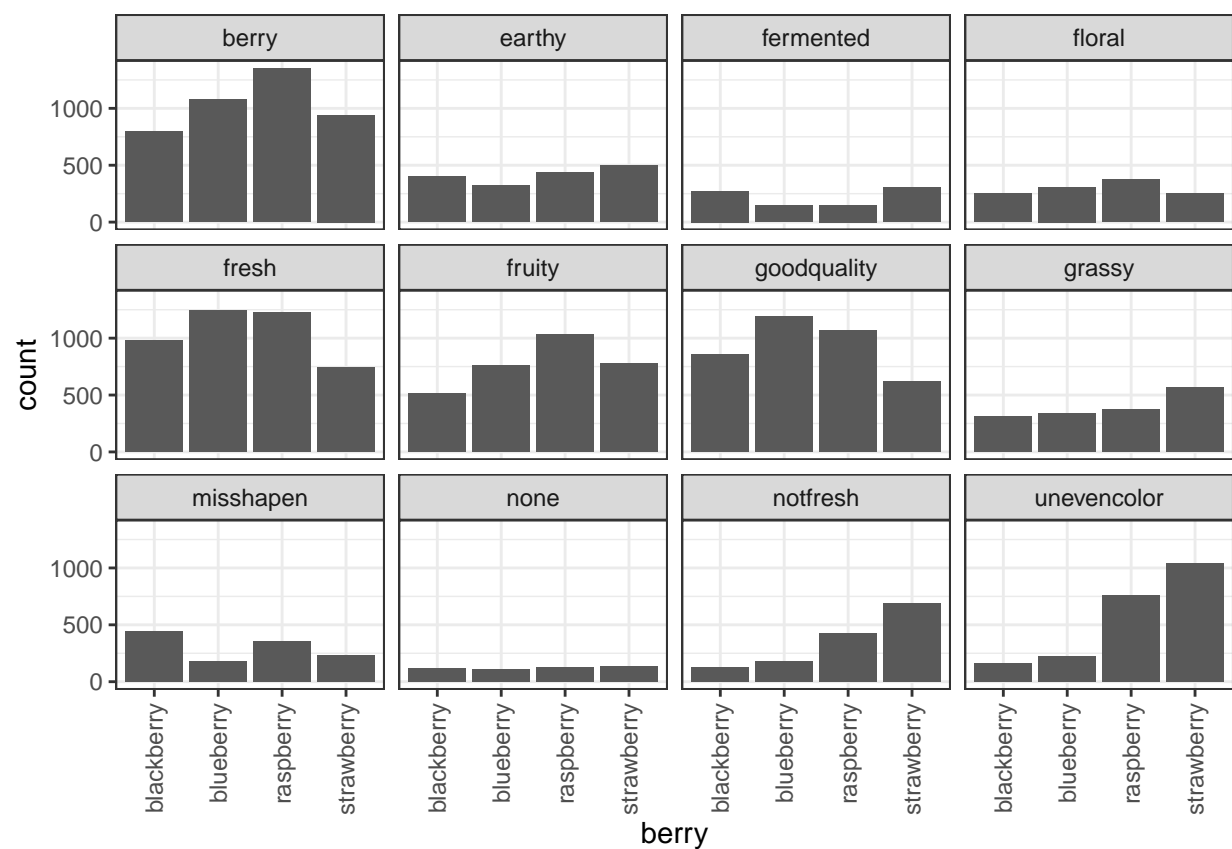 berry earthy fermented floral
1000
500
0
fresh fruity goodquality grassy
1000
500
0
count
misshapen none notfresh unevencolor
1000
500
0
blackberry blueberry raspberry strawberry blackberry blueberry raspberry strawberry blackberry blueberry raspberry strawberry blackberry blueberry raspberry strawberry
berry